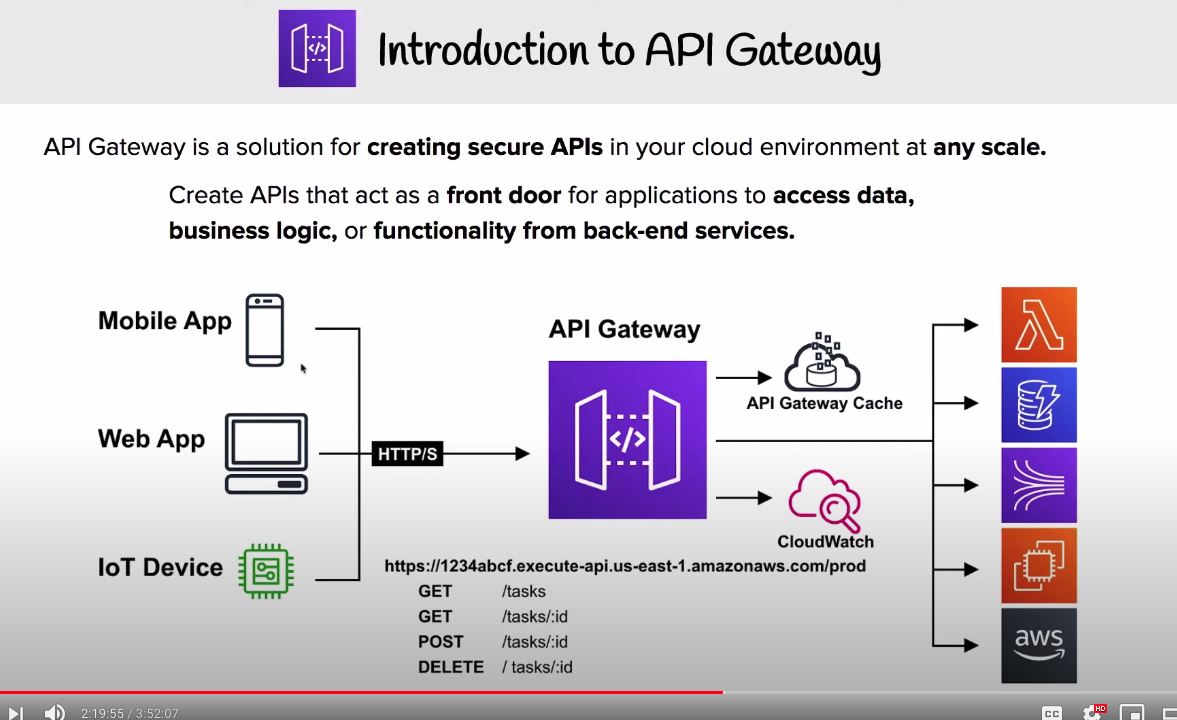 </>
Introduction to API Gateway
API Gateway is a solution for creating secure APIs in your cloud environment at any scale.
Create APIs that act as a front door for applications to access data,
business logic, or functionality from back-end services.
Mobile App
Web App
IoT Device
HTTP/S
API Gateway
</>
API Gateway Cache
CloudWatch
aws
https://1234abcf.execute-api.us-east-1.amazonaws.com/prod
GET /tasks
GET /tasks/:id
POST /tasks/:id
DELETE / tasks/:id
2:19:55 / 3:52:07
CC
HD